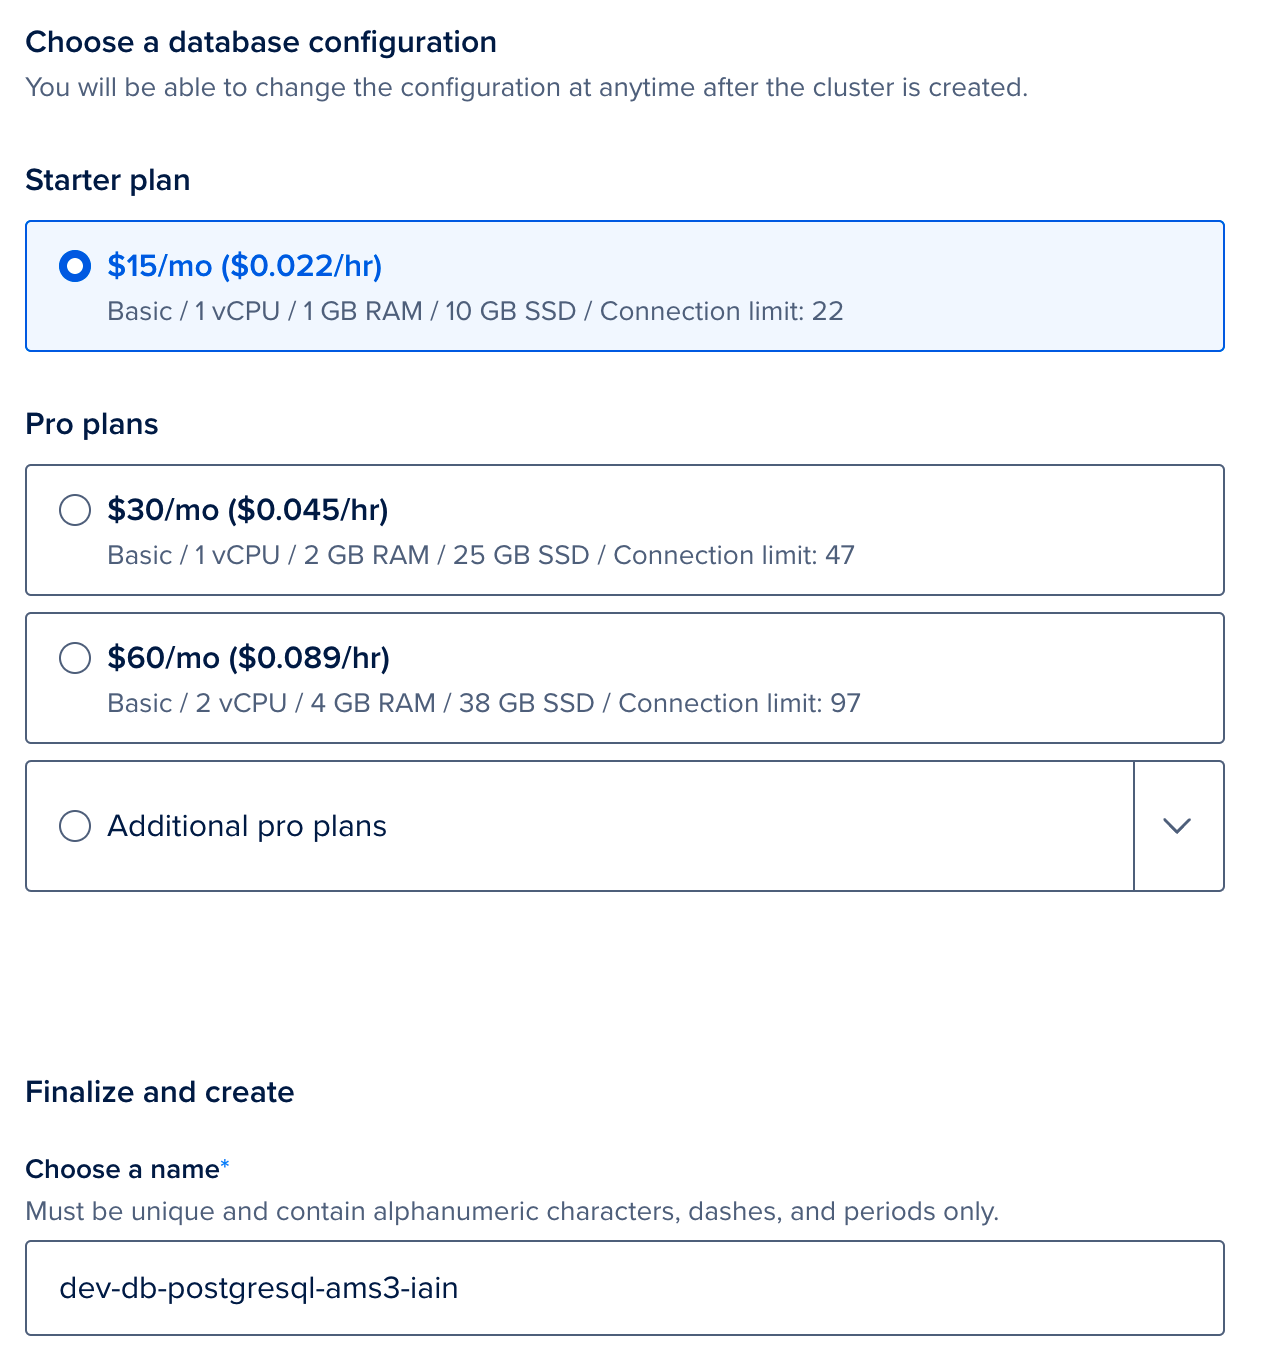 Choose a database configuration
You will be able to change the configuration at anytime after the cluster is created.
Starter plan
$15/mo ($0.022/hr)
Basic / 1 vCPU / 1 GB RAM / 10 GB SSD / Connection limit: 22
Pro plans
$30/mo ($0.045/hr)
Basic / 1 vCPU / 2 GB RAM / 25 GB SSD / Connection limit: 47
$60/mo ($0.089/hr)
Basic / 2 vCPU / 4 GB RAM / 38 GB SSD / Connection limit: 97
Additional pro plans
Finalize and create
Choose a name*
Must be unique and contain alphanumeric characters, dashes, and periods only.
dev-db-postgresql-ams3-iain